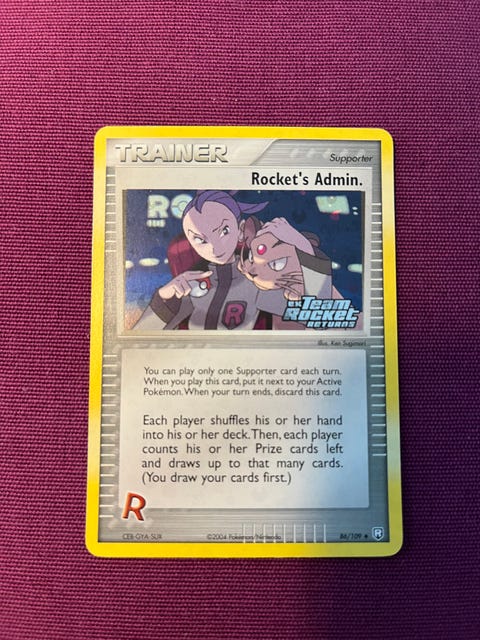 TRAINER
Supporter
Rocket's Admin.
RO
ex Team
Rocket
RETURNS
Illus. Ken Sugimori
You can play only one Supporter card each turn.
When you play this card, put it next to your Active
Pokémon. When your turn ends, discard this card.
Each player shuffles his or her hand
into his or her deck. Then, each player
counts his or her Prize cards left
and draws up to that many cards.
(You draw your cards first.)
R
CEB-GYA-SUX
©2004 Pokémon/Nintendo
86/109
R